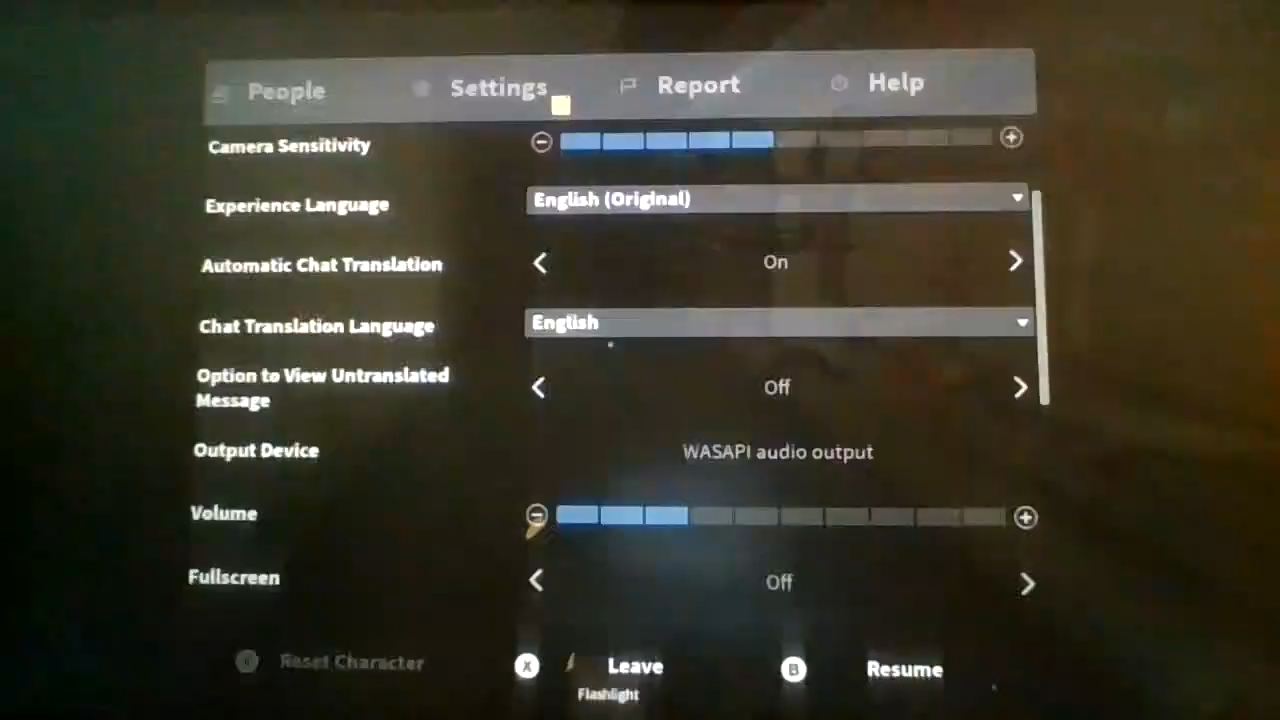 People Settings Report Help
Camera Sensitivity
Experience Language English (Original)
Automatic Chat Translation On
Chat Translation Language English
Option to View Untranslated
Message Off
Output Device WASAPI audio output
Volume
Fullscreen Off
Reset Character X Leave B Resume
Flashlight